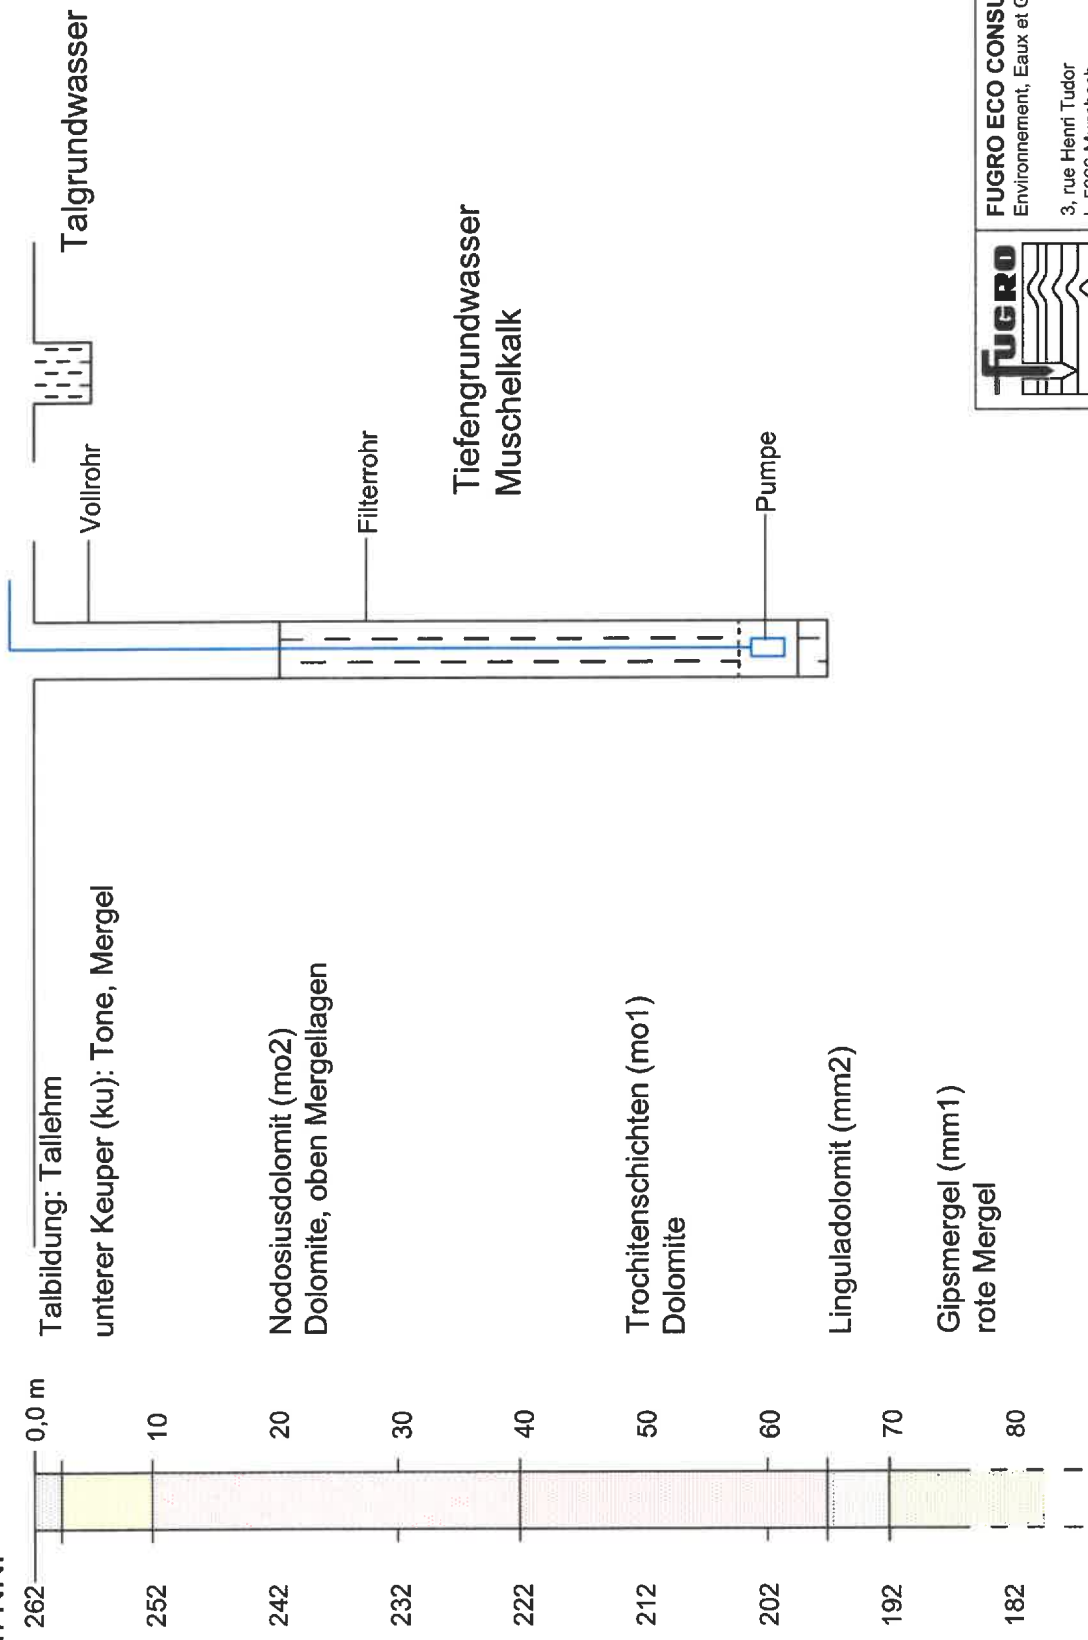 262
0,0 m
252
10
242
20
232
30
222
40
212
50
202
60
192
70
182
80
Talbildung: Tallehm
unterer Keuper (ku): Tone, Mergel
Nodosiusdolomit (mo2)
Dolomite, oben Mergellagen
Trochitenschichten (mo1)
Dolomite
Linguladolomit (mm2)
Gipsmergel (mm1)
rote Mergel
Vollrohr
Filterrohr
Pumpe
Talgrundwasser
Tiefengrundwasser
Muschelkalk
fUGRO
FUGRO ECO CONSU
Environnement, Eaux et G
3, rue Henri Tudor